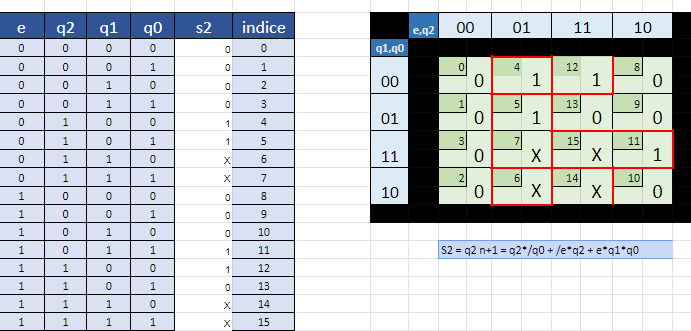 e q2 q1 q0 s2 indice
0 0 0 0 0 0
0 0 0 1 0 1
0 0 1 0 0 2
0 0 1 1 0 3
0 1 0 0 1 4
0 1 0 1 1 5
0 1 1 0 X 6
0 1 1 1 X 7
1 0 0 0 0 8
1 0 0 1 0 9
1 0 1 0 0 10
1 0 1 1 1 11
1 1 0 0 1 12
1 1 0 1 0 13
1 1 1 0 X 14
1 1 1 1 X 15
e,q2 00 01 11 10
q1,q0
00 0 0 4 1 12 1 8 0
01 1 0 5 1 13 0 9 0
11 3 0 7 X 15 X 11 1
10 2 0 6 X 14 X 10 0
S2 = q2 n+1 = q2*/q0 + /e*q2 + e*q1*q0